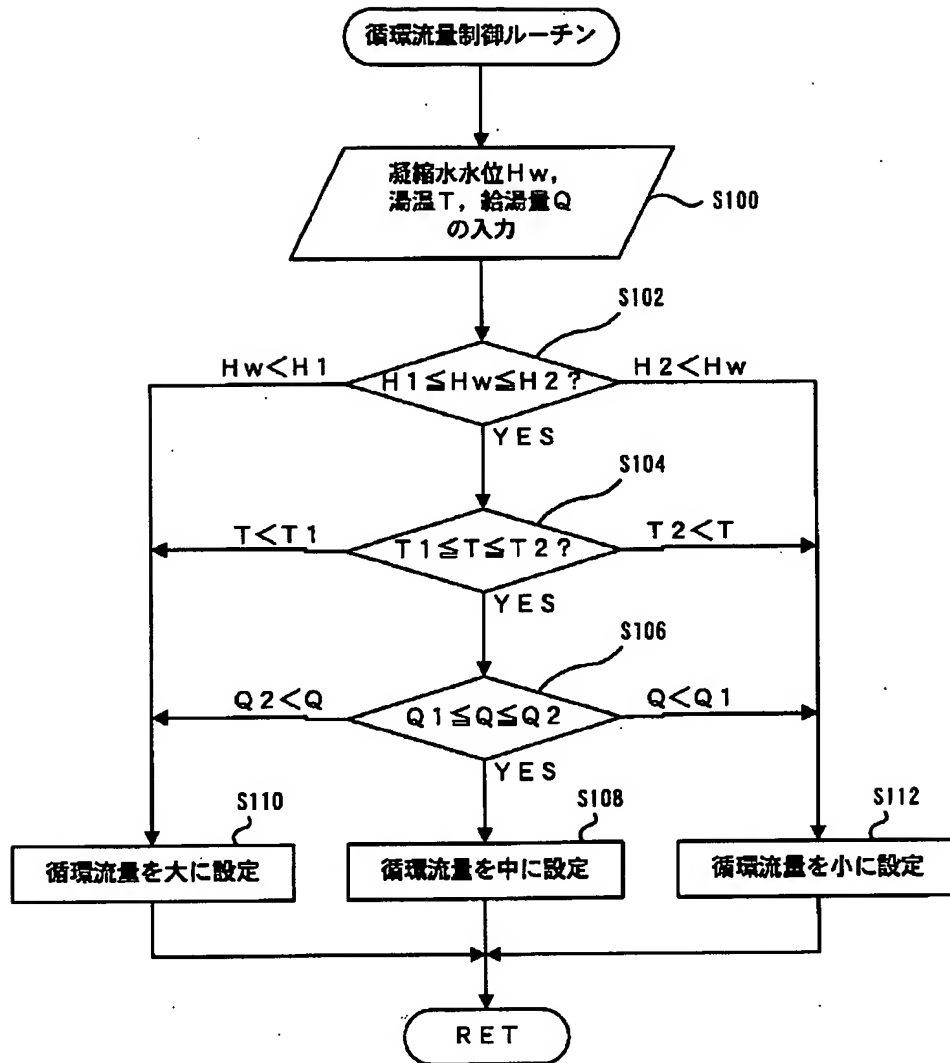 循環流量制御ルーチン
凝縮水水位Hw,
湯温T,給湯量Q
の入力
S100
S102
Hw<H1
H1≦Hw≦H2?
H2<Hw
YES
S104
T<T1
T1≦T≦T2?
T2<T
YES
S106
Q2<Q
Q1≦Q≦Q2
Q<Q1
YES
S110
S108
S112
循環流量を大に設定
循環流量を中に設定
循環流量を小に設定
RET